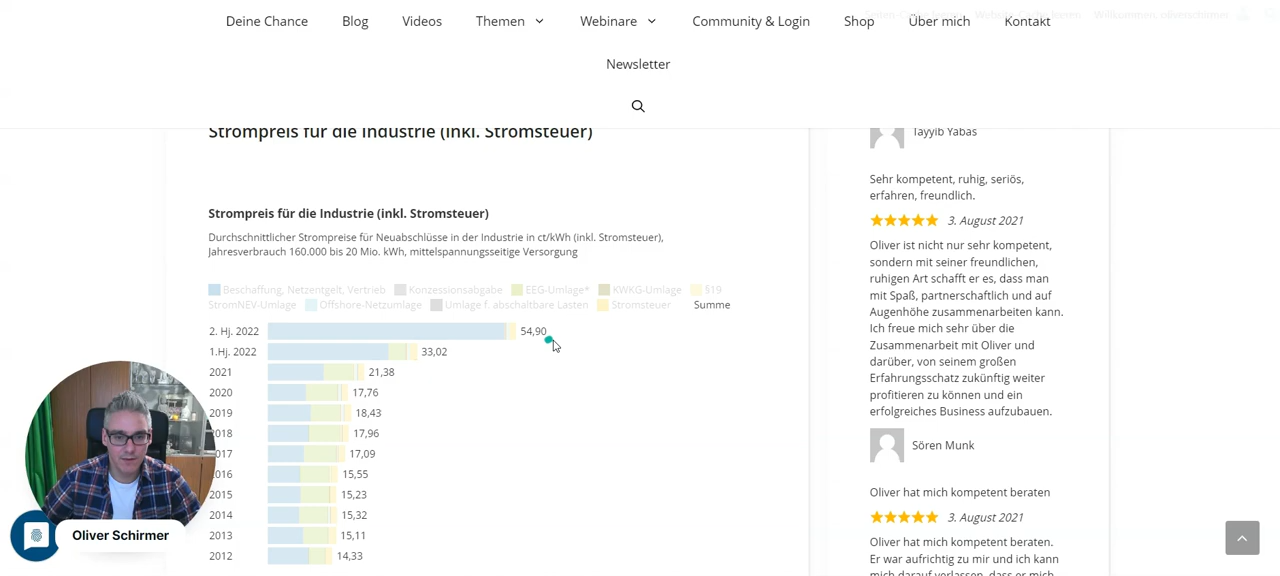 Deine Chance Blog Videos Themen Webinare Community & Login Shop Über mich Kontakt
Newsletter
Strompreis für die Industrie (inkl. Stromsteuer)
Strompreis für die Industrie (inkl. Stromsteuer)
Durchschnittlicher Strompreise für Neuabschlüsse in der Industrie in ct/kWh (inkl. Stromsteuer),
Jahresverbrauch 160.000 bis 20 Mio. kWh, mittelspannungsseitige Versorgung
Beschaffung, Netzentgelt, Vertrieb Konzessionsabgabe EEG-Umlage* KWKG-Umlage §19
StromNEV-Umlage Offshore-Netzumlage Umlage f. abschaltbare Lasten Stromsteuer Summe
2. Hj. 2022 54,90
1.Hj. 2022 33,02
2021 21,38
2020 17,76
2019 18,43
2018 17,96
017 17,09
016 15,55
2015 15,23
2014 15,32
2013 15,11
2012 14,33
Oliver Schirmer
Tayyib Yabas
Sehr kompetent, ruhig, seriös,
erfahren, freundlich.
3. August 2021
Oliver ist nicht nur sehr kompetent,
sondern mit seiner freundlichen,
ruhigen Art schafft er es, dass man
mit Spaß, partnerschaftlich und auf
Augenhöhe zusammenarbeiten kann.
Ich freue mich sehr über die
Zusammenarbeit mit Oliver und
darüber, von seinem großen
Erfahrungsschatz zukünftig weiter
profitieren zu können und ein
erfolgreiches Business aufzubauen.
Sören Munk
Oliver hat mich kompetent beraten
3. August 2021
Oliver hat mich kompetent beraten.
Er war aufrichtig zu mir und ich kann
mich darauf verlassen, dass er mich